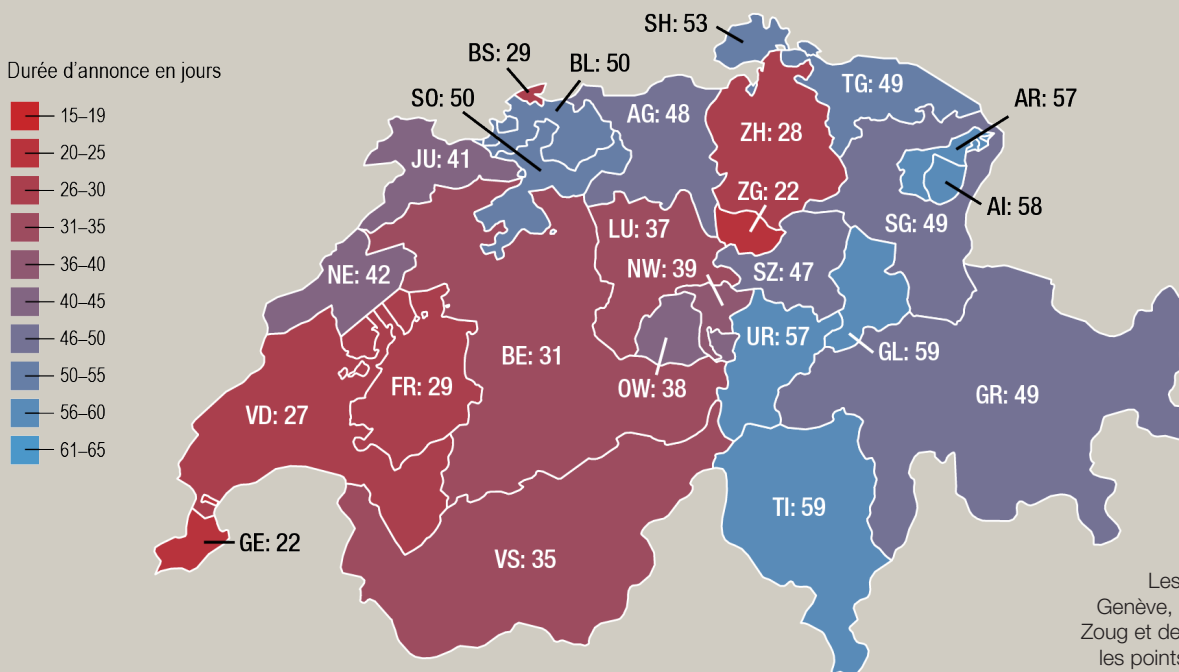 Durée d’annonce en jours
15–19
20–25
26–30
31–35
36–40
40–45
46–50
50–55
56–60
61–65
SH: 53
BS: 29
BL: 50
SO: 50
AG: 48
TG: 49
AR: 57
ZH: 28
JU: 41
ZG: 22
AI: 58
LU: 37
SG: 49
NE: 42
NW: 39
SZ: 47
UR: 57
GL: 59
BE: 31
OW: 38
FR: 29
GR: 49
VD: 27
TI: 59
GE: 22
VS: 35
Les
Genève,
Zoug et de
les points